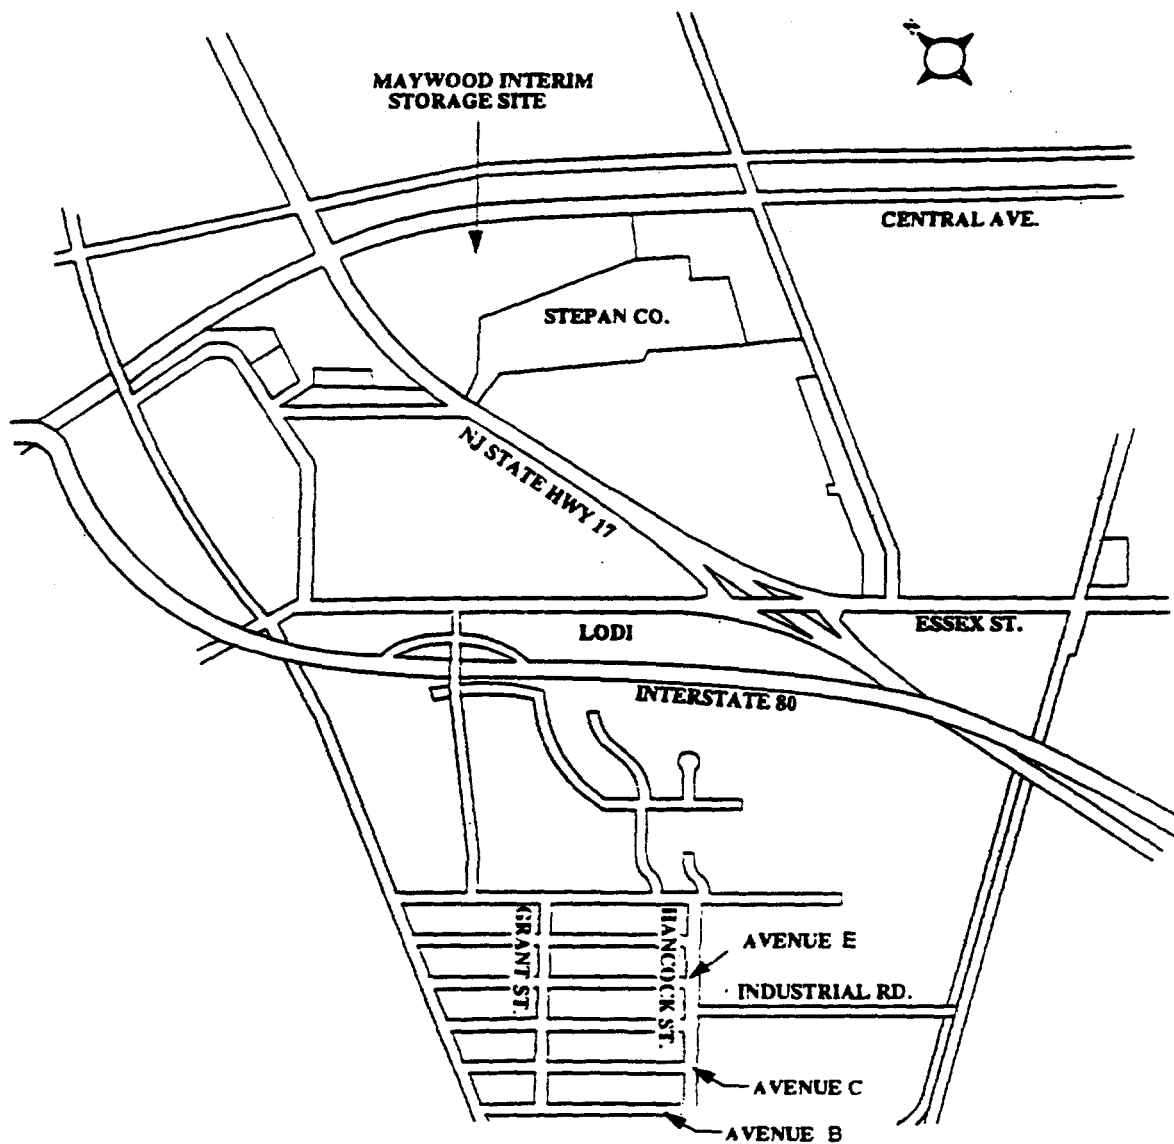 MAYWOOD INTERIM
STORAGE SITE
CENTRAL AVE.
STEPAN CO.
NJ STATE HWY 17
LODI
ESSEX ST.
INTERSTATE 80
GRANT ST.
HANCOCK ST.
AVENUE E
INDUSTRIAL RD.
AVENUE C
AVENUE B